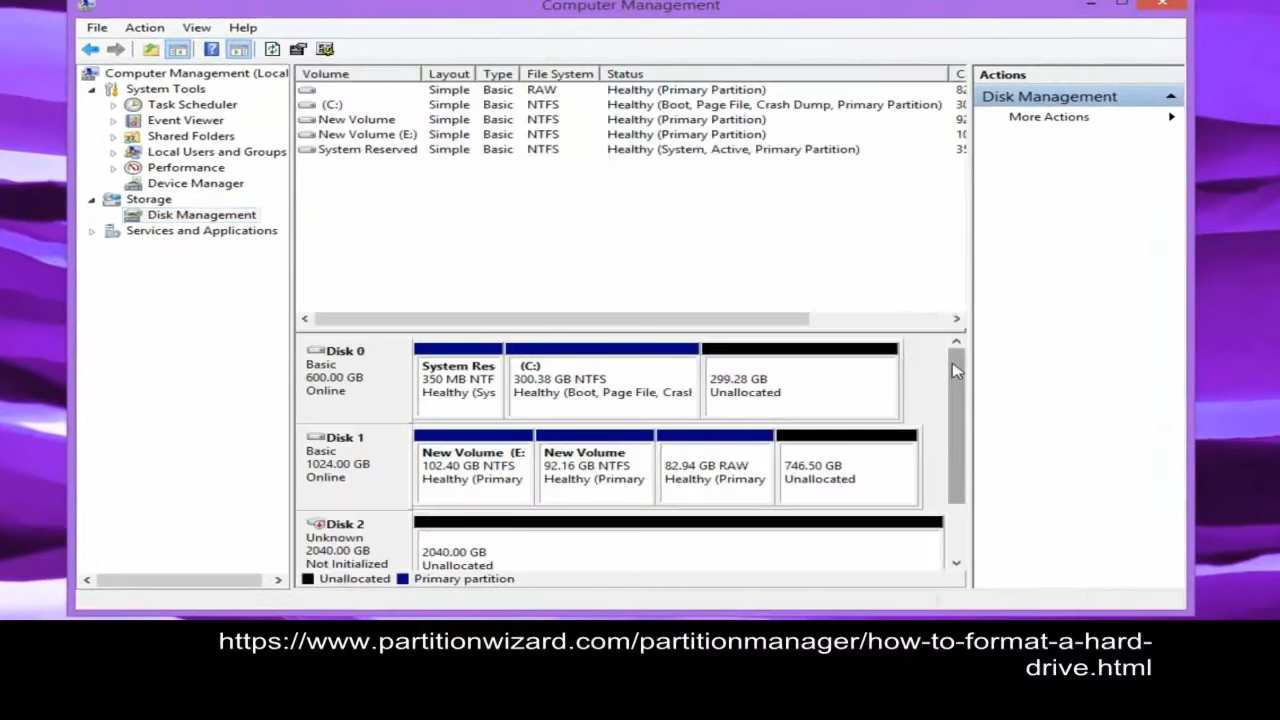 Computer Management
File Action View Help
Computer Management (Local
System Tools
Task Scheduler
Event Viewer
Shared Folders
Local Users and Groups
Performance
Device Manager
Storage
Disk Management
Services and Applications
Volume Layout Type File System Status C
Simple Basic RAW Healthy (Primary Partition) 82
(C:) Simple Basic NTFS Healthy (Boot, Page File, Crash Dump, Primary Partition) 30
New Volume Simple Basic NTFS Healthy (Primary Partition) 92
New Volume (E:) Simple Basic NTFS Healthy (Primary Partition) 10
System Reserved Simple Basic NTFS Healthy (System, Active, Primary Partition) 35
Actions
Disk Management
More Actions
Disk 0
Basic
600.00 GB
Online
System Res
350 MB NTF
Healthy (Sys
(C:)
300.38 GB NTFS
Healthy (Boot, Page File, Crash
299.28 GB
Unallocated
Disk 1
Basic
1024.00 GB
Online
New Volume (E:
102.40 GB NTFS
Healthy (Primary
New Volume
92.16 GB NTFS
Healthy (Primary
82.94 GB RAW
Healthy (Primary
746.50 GB
Unallocated
Disk 2
Unknown
2040.00 GB
Not Initialized
2040.00 GB
Unallocated
Unallocated Primary partition
https://www.partitionwizard.com/partitionmanager/how-to-format-a-hard-
drive.html